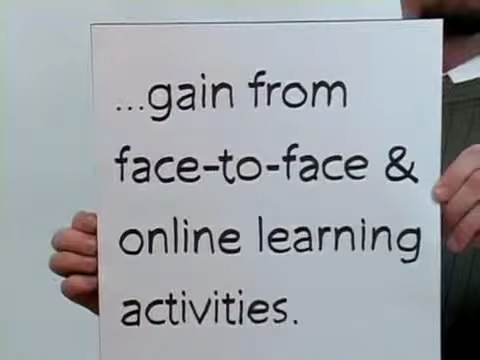 ...gain from
face-to-face &
online learning
activities.